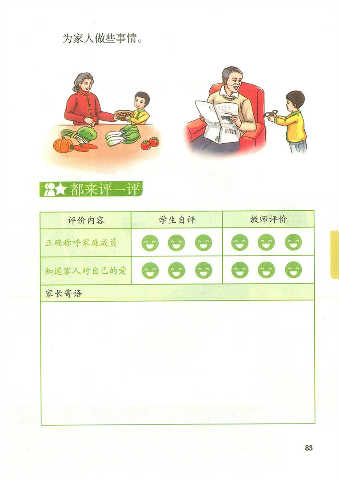 为家人做些事情。
都来评一评
评价内容 学生自评 教师评价
正确称呼家庭成员
知道家人对自己的爱
家长寄语
83